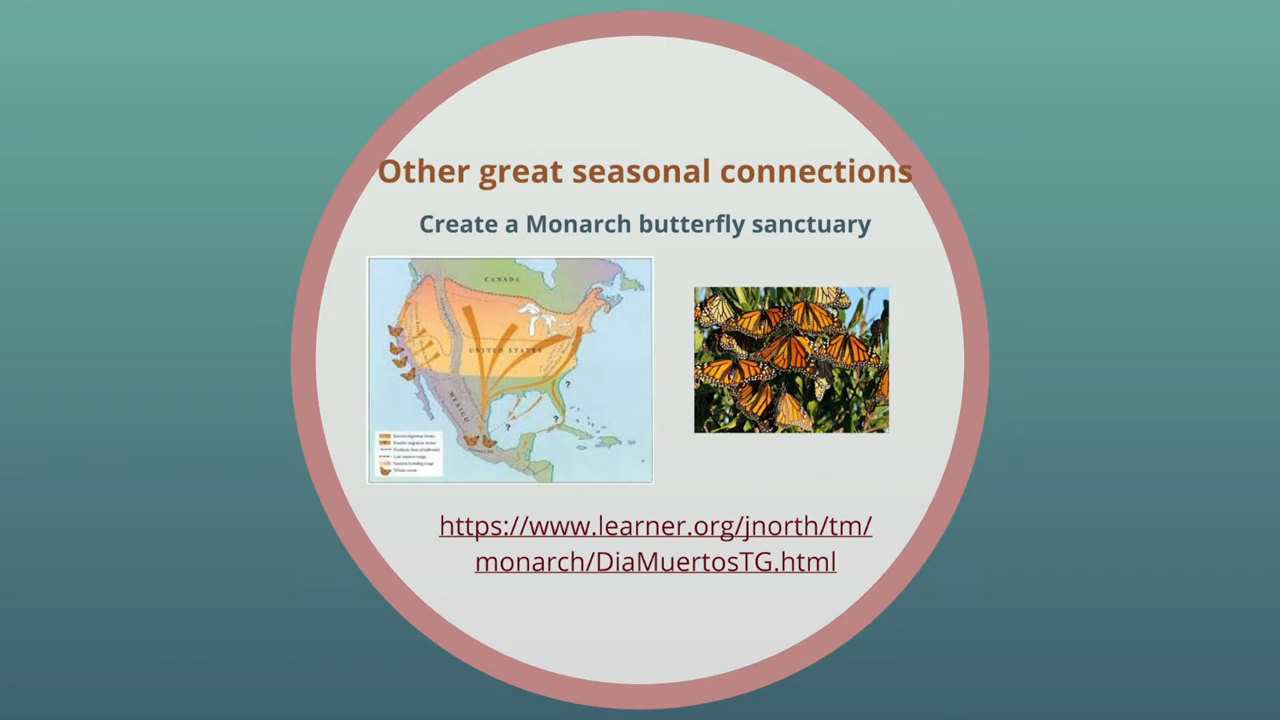 Other great seasonal connections
Create a Monarch butterfly sanctuary
CANADA
UNITED STATES
MEXICO
?
?
?
https://www.learner.org/jnorth/tm/
monarch/DiaMuertosTG.html